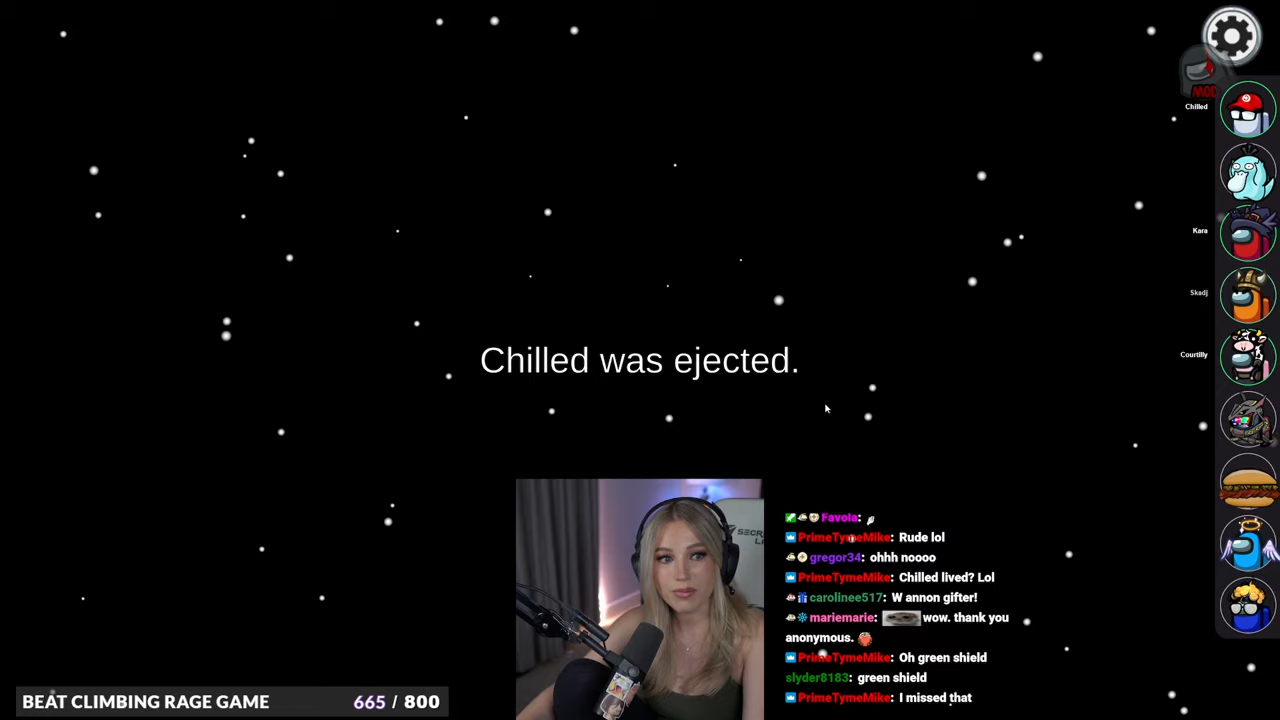 MOD
Chilled
Kara
Skadj
Courtilly
Chilled was ejected.
Favola:
PrimeTymeMike: Rude lol
gregor34: ohhh noooo
PrimeTymeMike: Chilled lived? Lol
carolinee517: W annon gifter!
mariemarie: wow. thank you
anonymous.
PrimeTymeMike: Oh green shield
slyder8183: green shield
PrimeTymeMike: I missed that
BEAT CLIMBING RAGE GAME 665 / 800